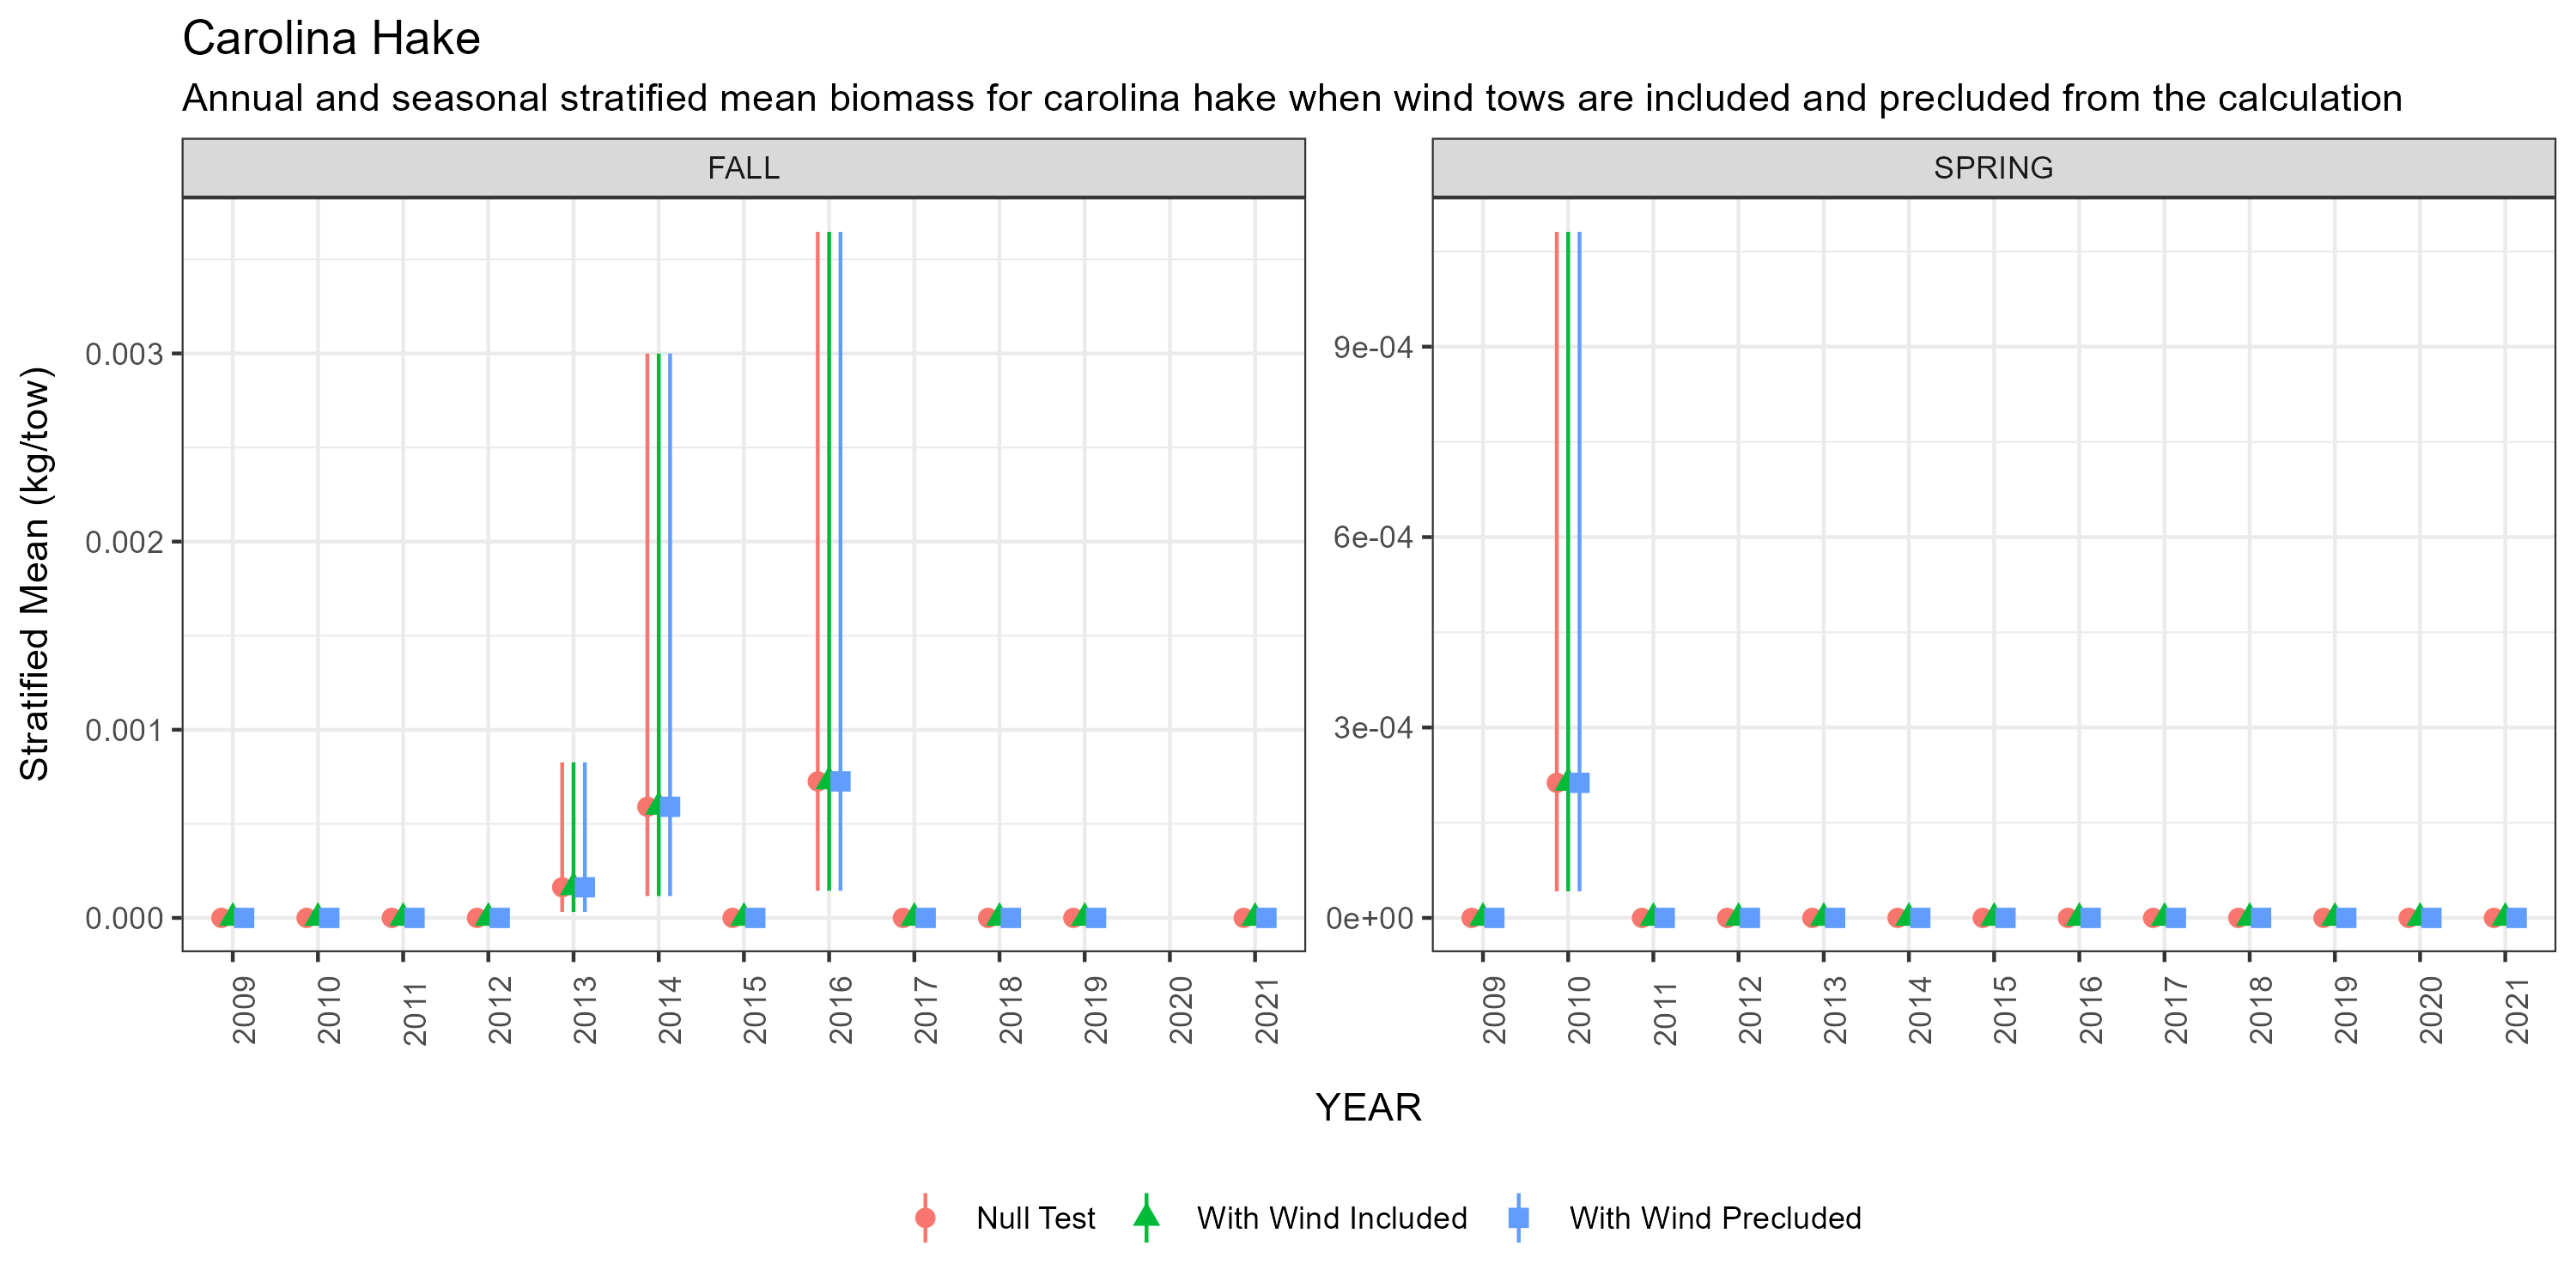 Carolina Hake
Annual and seasonal stratified mean biomass for carolina hake when wind tows are included and precluded from the calculation
FALL
SPRING
Stratified Mean (kg/tow)
0.003
0.002
0.001
0.000
9e-04
6e-04
3e-04
0e+00
2009 2010 2011 2012 2013 2014 2015 2016 2017 2018 2019 2020 2021
2009 2010 2011 2012 2013 2014 2015 2016 2017 2018 2019 2020 2021
YEAR
Null Test With Wind Included With Wind Precluded